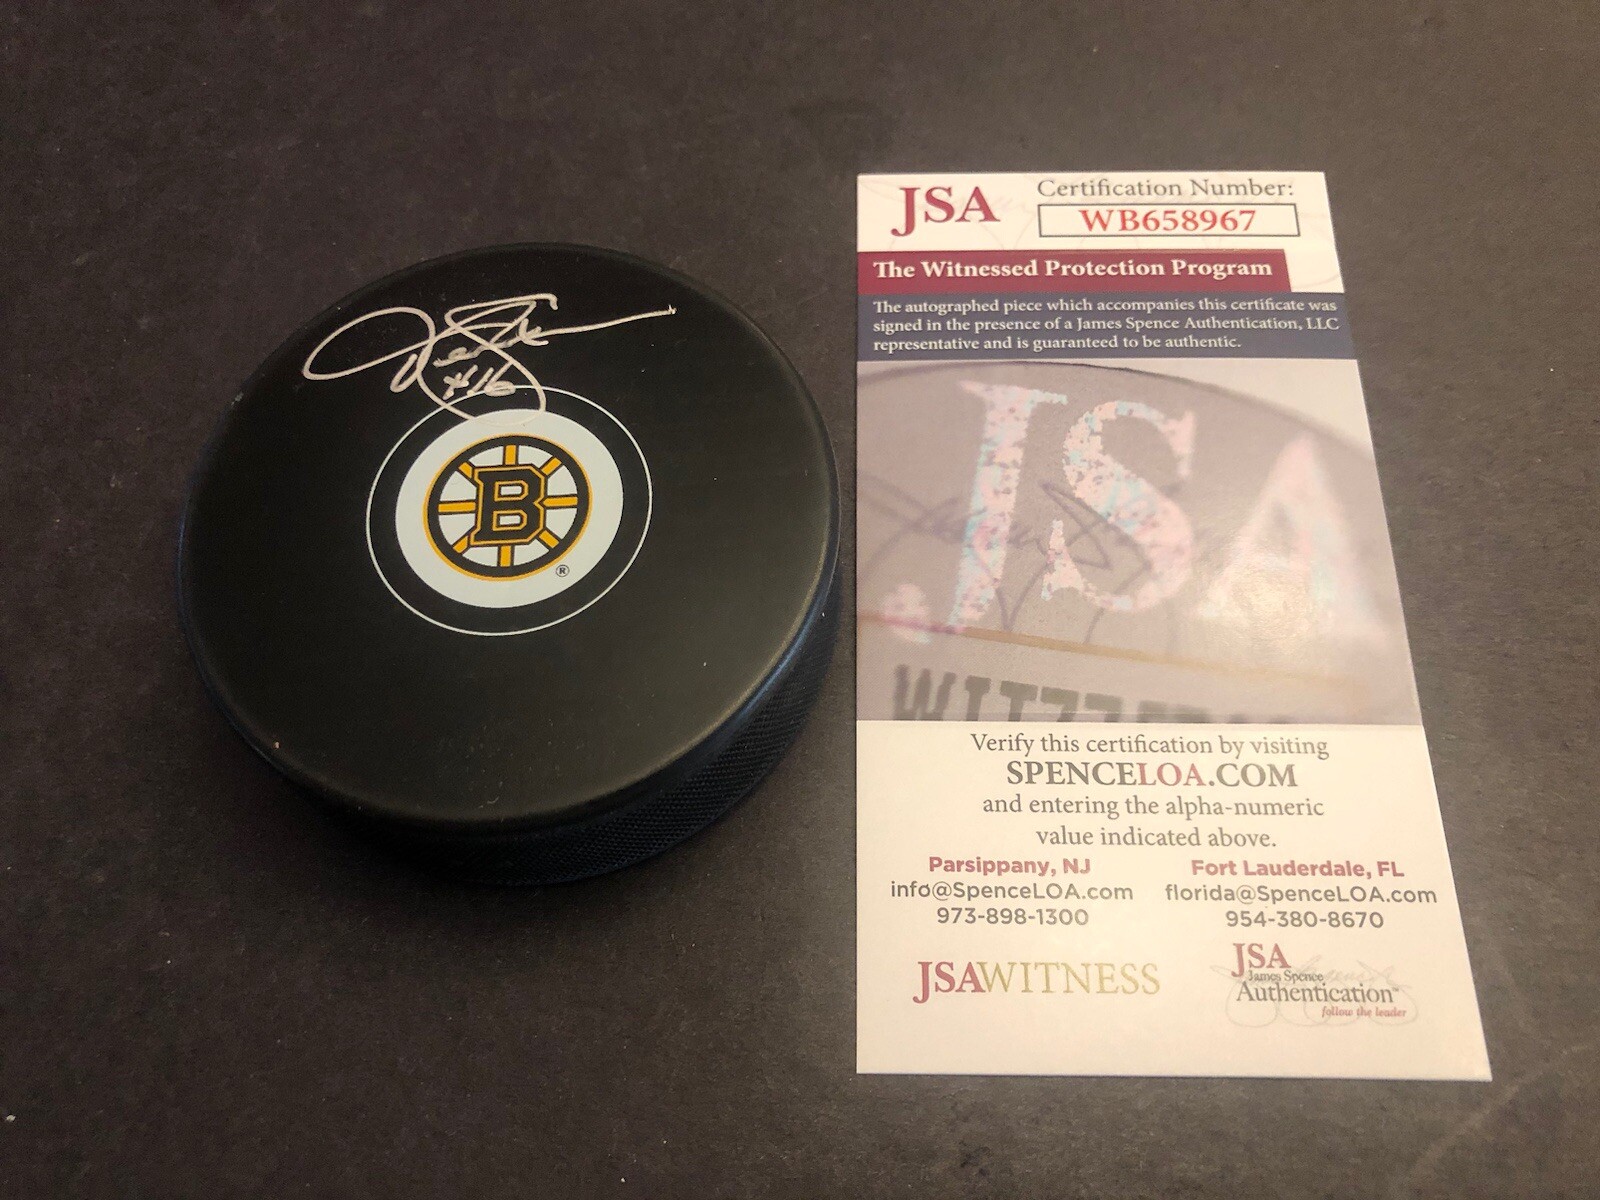 #16
B
®
JSA
Certification Number:
WB658967
The Witnessed Protection Program
The autographed piece which accompanies this certificate was
signed in the presence of a James Spence Authentication, LLC
representative and is guaranteed to be authentic.
JSA
Verify this certification by visiting
SPENCELOA.COM
and entering the alpha-numeric
value indicated above.
Parsippany, NJ
info@SpenceLOA.com
973-898-1300
Fort Lauderdale, FL
florida@SpenceLOA.com
954-380-8670
JSAWITNESS
JSA
James Spence
Authentication™
follow the leader